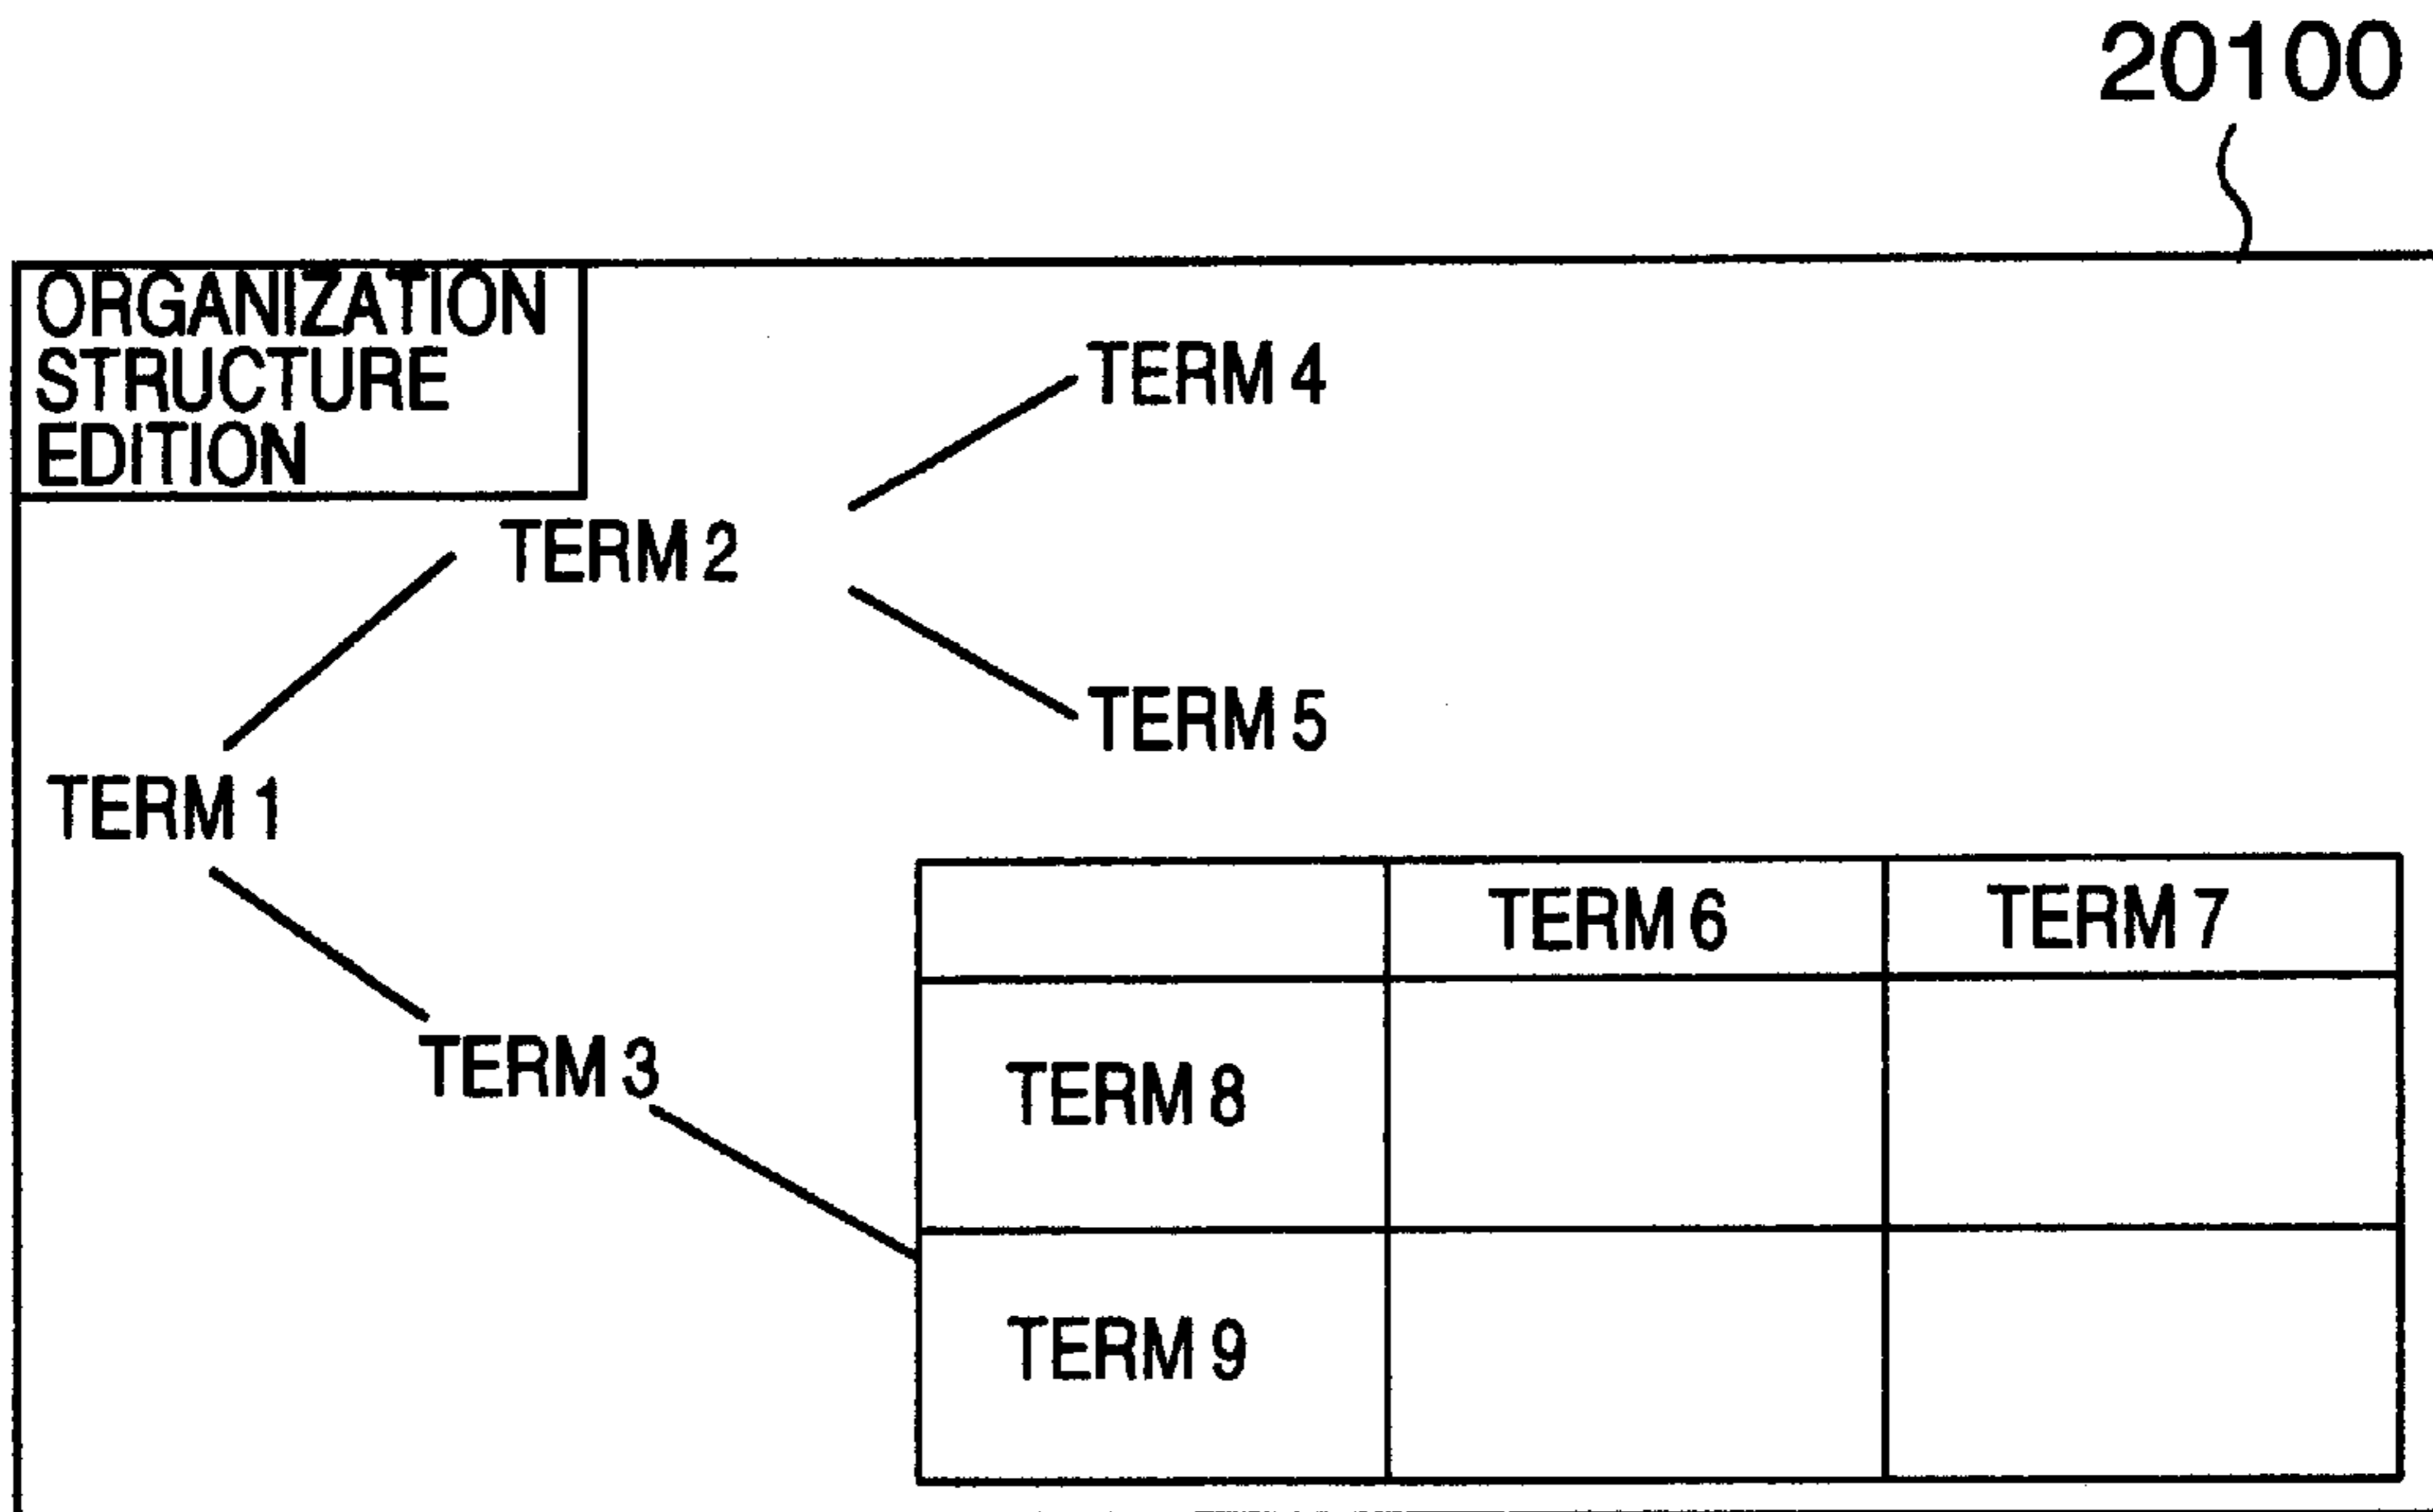 20100
ORGANIZATION
STRUCTURE
EDITION
TERM 4
TERM 2
TERM 5
TERM 1
TERM 6 TERM 7
TERM 3
TERM 8
TERM 9